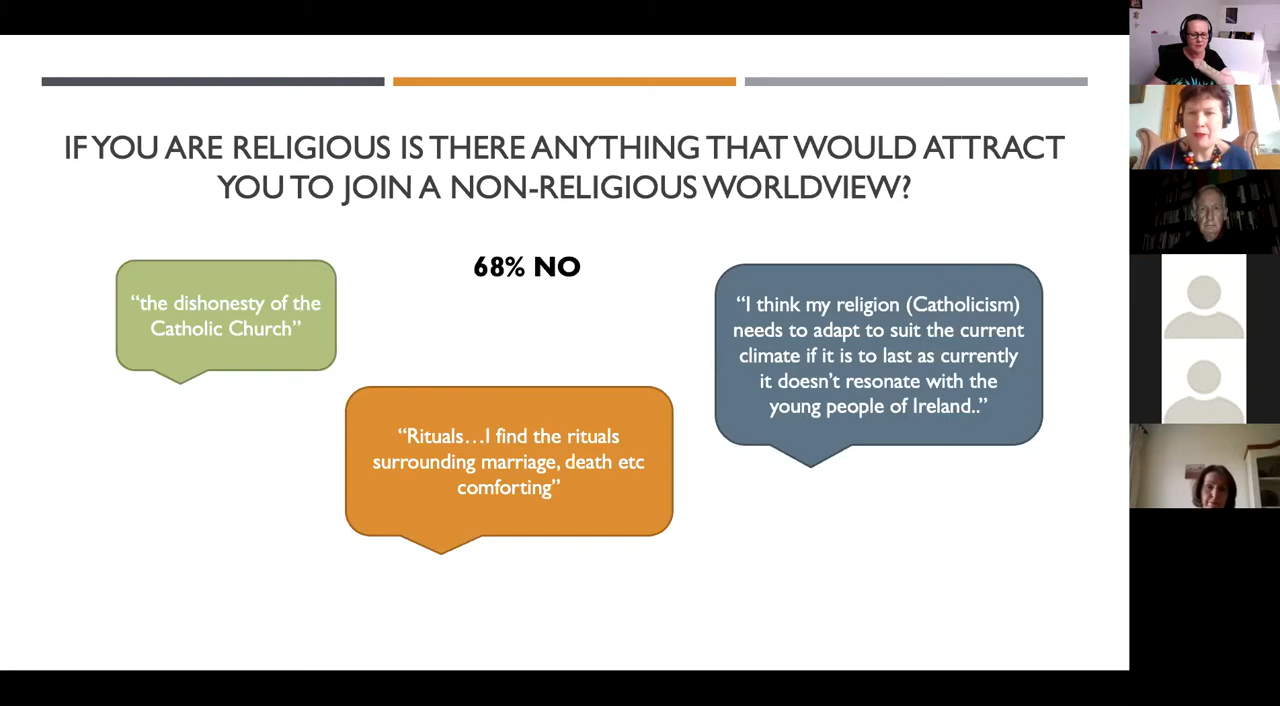 IF YOU ARE RELIGIOUS IS THERE ANYTHING THAT WOULD ATTRACT
YOU TO JOIN A NON-RELIGIOUS WORLDVIEW?
68% NO
“the dishonesty of the
Catholic Church”
“Rituals…I find the rituals
surrounding marriage, death etc
comforting”
“I think my religion (Catholicism)
needs to adapt to suit the current
climate if it is to last as currently
it doesn’t resonate with the
young people of Ireland..”